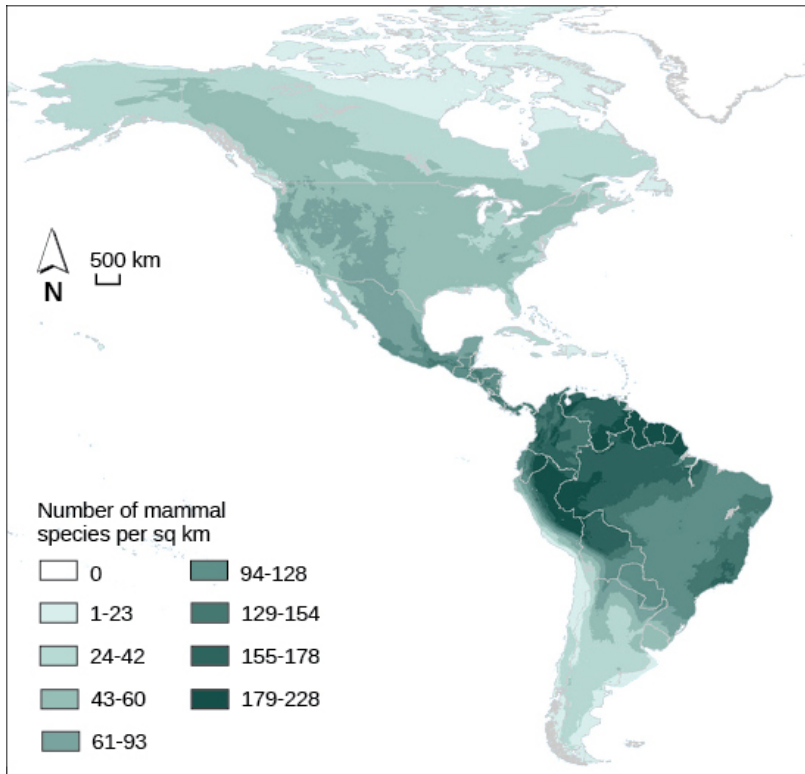 500 km
N
Number of mammal
species per sq km
0
1-23
24-42
43-60
61-93
94-128
129-154
155-178
179-228